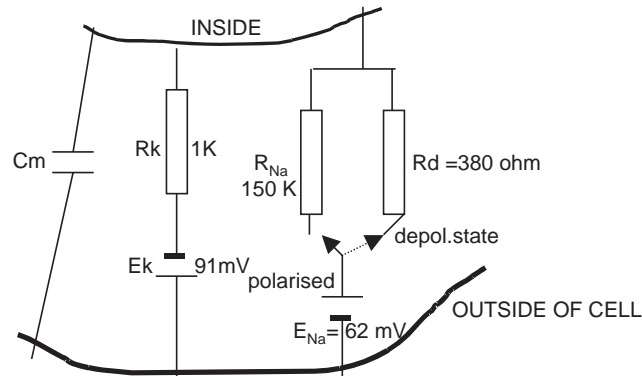 INSIDE
Cm
Rk
1K
R_Na
150 K
Rd =380 ohm
depol.state
Ek
91mV
polarised
E_Na= 62 mV
OUTSIDE OF CELL